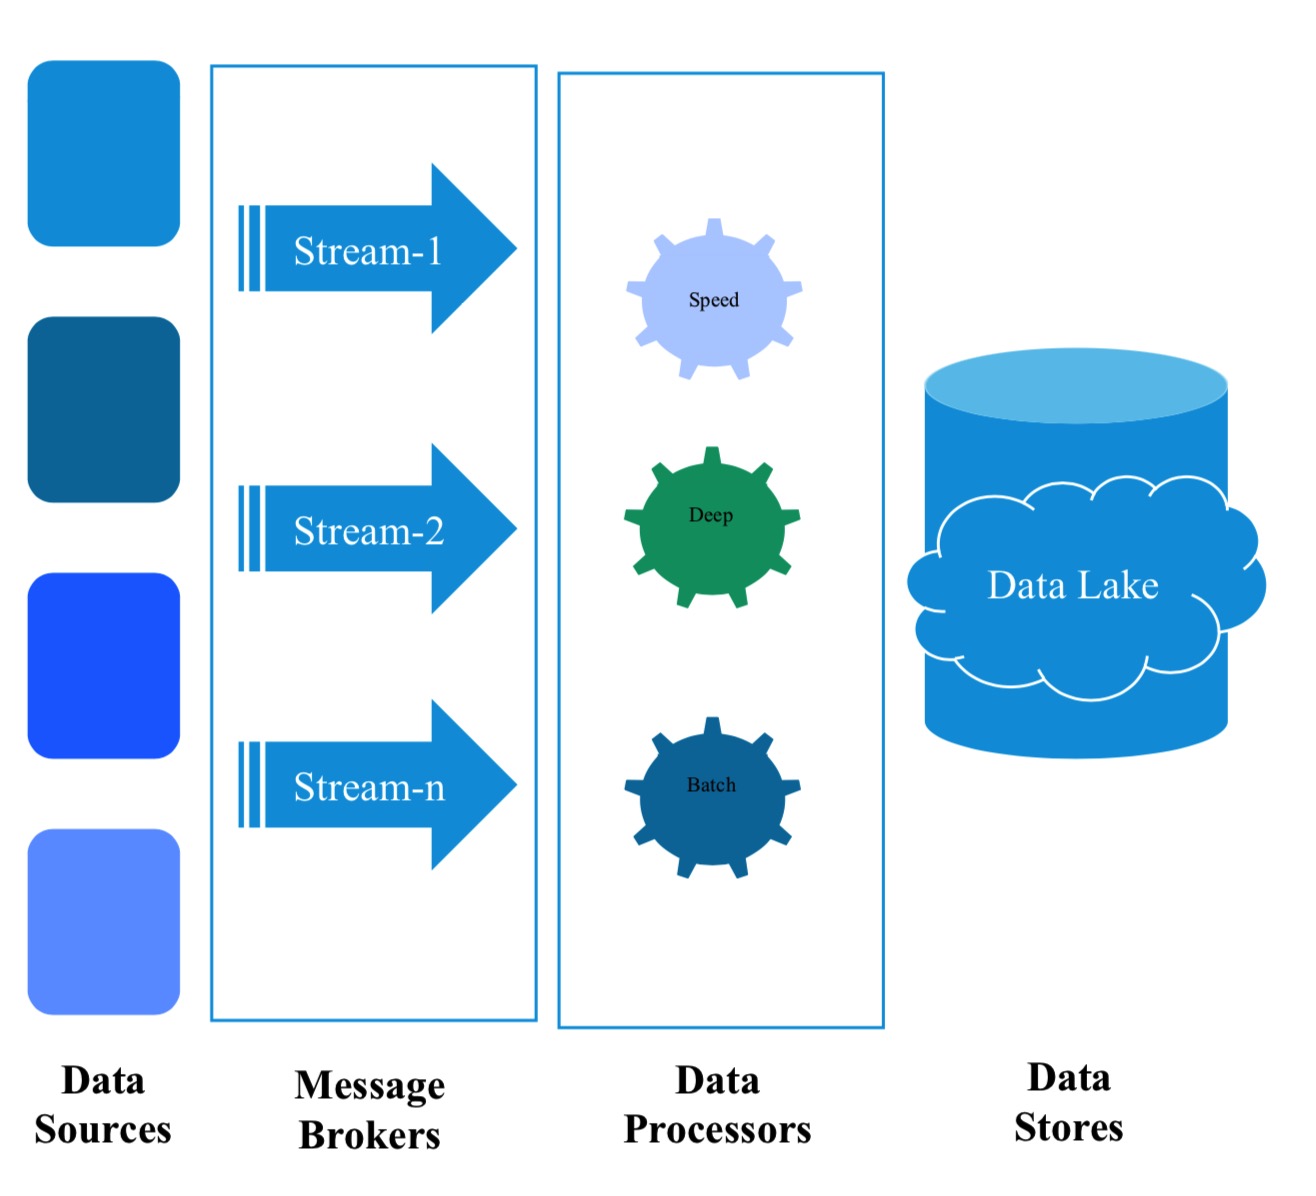 Stream-1
Speed
Deep
Stream-2
Data Lake
Batch
Stream-n
Data
Sources
Message
Brokers
Data
Processors
Data
Stores